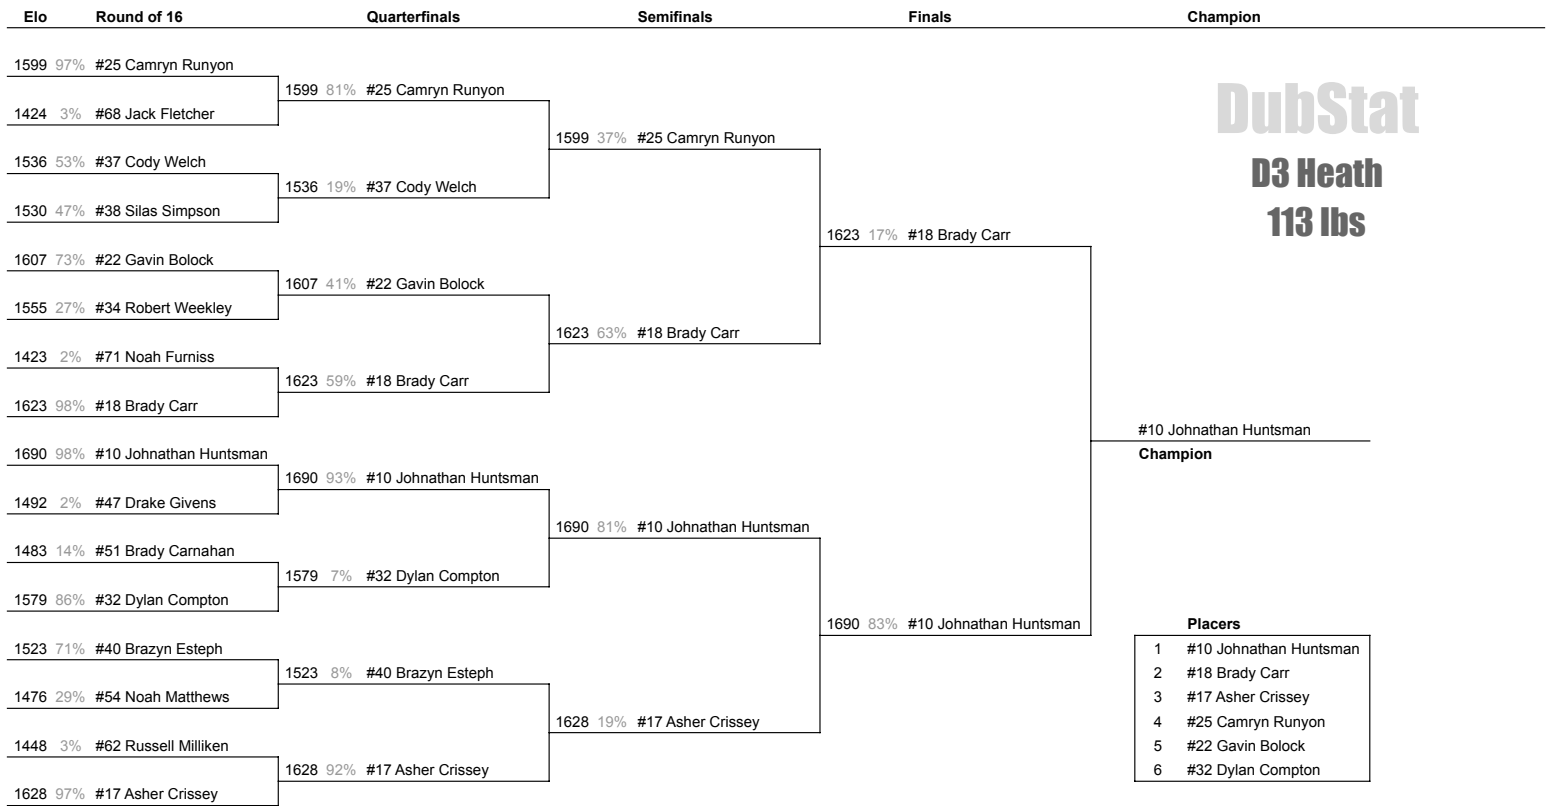 Elo Round of 16 Quarterfinals Semifinals Finals Champion
1599 97% #25 Camryn Runyon
1599 81% #25 Camryn Runyon
1424 3% #68 Jack Fletcher
1599 37% #25 Camryn Runyon
1536 53% #37 Cody Welch
1536 19% #37 Cody Welch
1530 47% #38 Silas Simpson
1623 17% #18 Brady Carr
1607 73% #22 Gavin Bolock
1607 41% #22 Gavin Bolock
1555 27% #34 Robert Weekley
1623 63% #18 Brady Carr
1423 2% #71 Noah Furniss
1623 59% #18 Brady Carr
1623 98% #18 Brady Carr
#10 Johnathan Huntsman
Champion
1690 98% #10 Johnathan Huntsman
1690 93% #10 Johnathan Huntsman
1492 2% #47 Drake Givens
1690 81% #10 Johnathan Huntsman
1483 14% #51 Brady Carnahan
1579 7% #32 Dylan Compton
1579 86% #32 Dylan Compton
1690 83% #10 Johnathan Huntsman
1523 71% #40 Brazyn Esteph
1523 8% #40 Brazyn Esteph
1476 29% #54 Noah Matthews
1628 19% #17 Asher Crissey
1448 3% #62 Russell Milliken
1628 92% #17 Asher Crissey
1628 97% #17 Asher Crissey
DubStat
D3 Heath
113 lbs
Placers
1 #10 Johnathan Huntsman
2 #18 Brady Carr
3 #17 Asher Crissey
4 #25 Camryn Runyon
5 #22 Gavin Bolock
6 #32 Dylan Compton